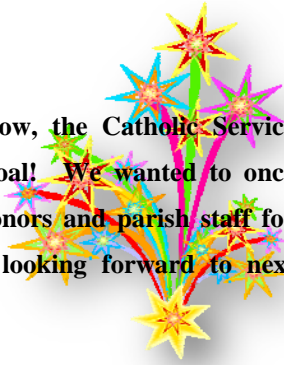 ow, the Catholic Servic
oal! We wanted to onc
onors and parish staff fo
looking forward to nex